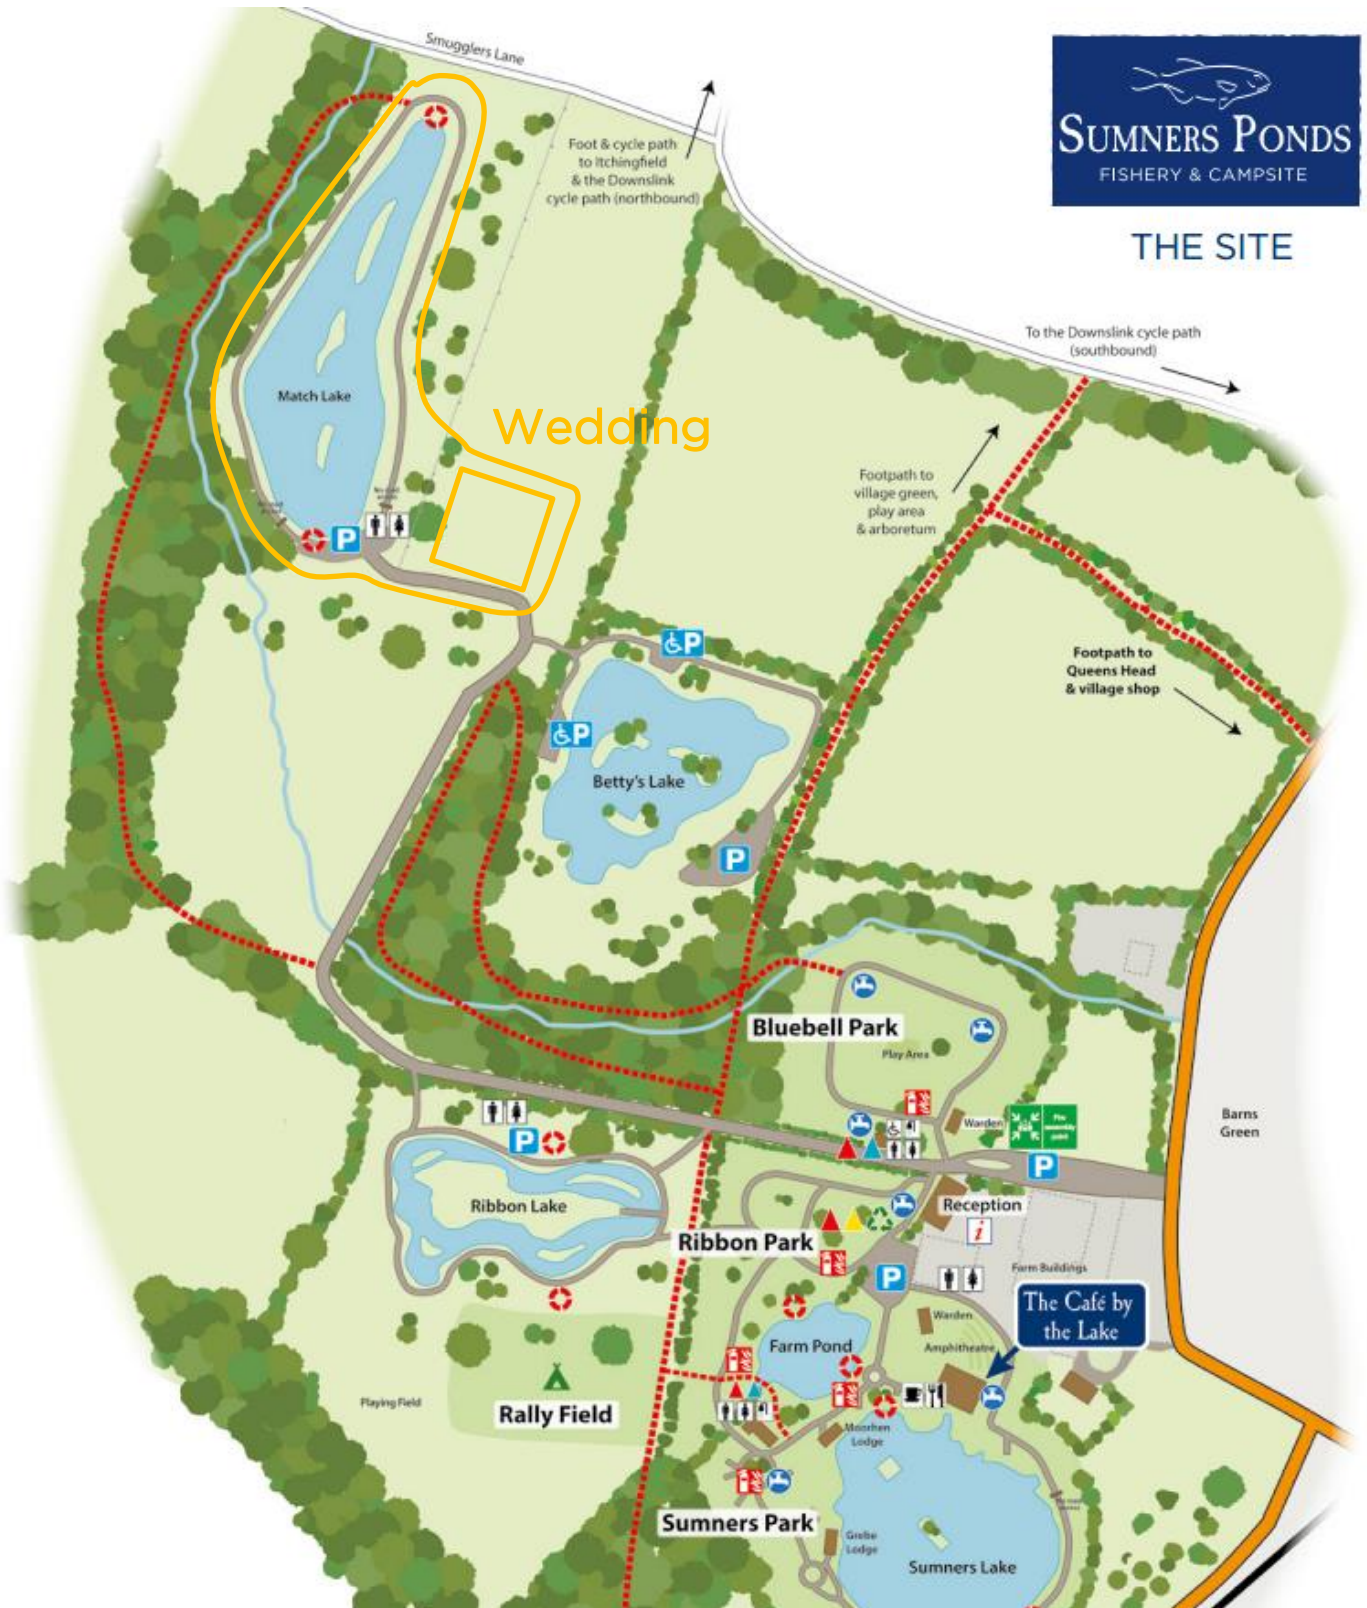 Smugglers Lane
SUMNERS PONDS
FISHERY & CAMPSITE
THE SITE
Foot & cycle path
to Itchingfield
& the Downslink
cycle path (northbound)
To the Downslink cycle path
(southbound)
Match Lake
Wedding
Footpath to
village green,
play area
& arboretum
P
Footpath to
Queens Head
& village shop
P
P
Betty's Lake
P
Bluebell Park
Play Area
Warden
Barns
Green
P
P
Ribbon Lake
Reception
i
Ribbon Park
P
Farm Buildings
The Café by
the Lake
Warden
Farm Pond
Amphitheatre
Playing Field
Rally Field
Moorhen
Lodge
Sumners Park
Grebe
Lodge
Sumners Lake